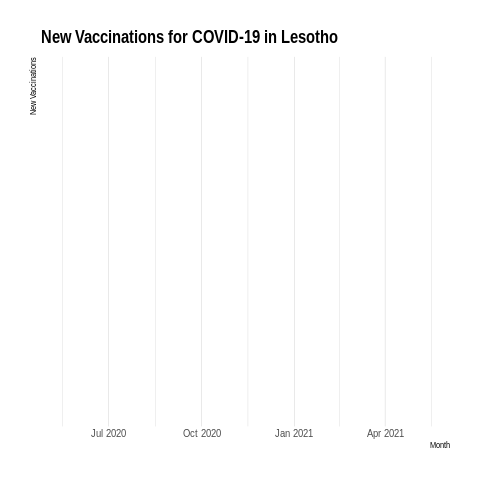 New Vaccinations for COVID-19 in Lesotho
New Vaccinations
Jul 2020
Oct 2020
Jan 2021
Apr 2021
Month